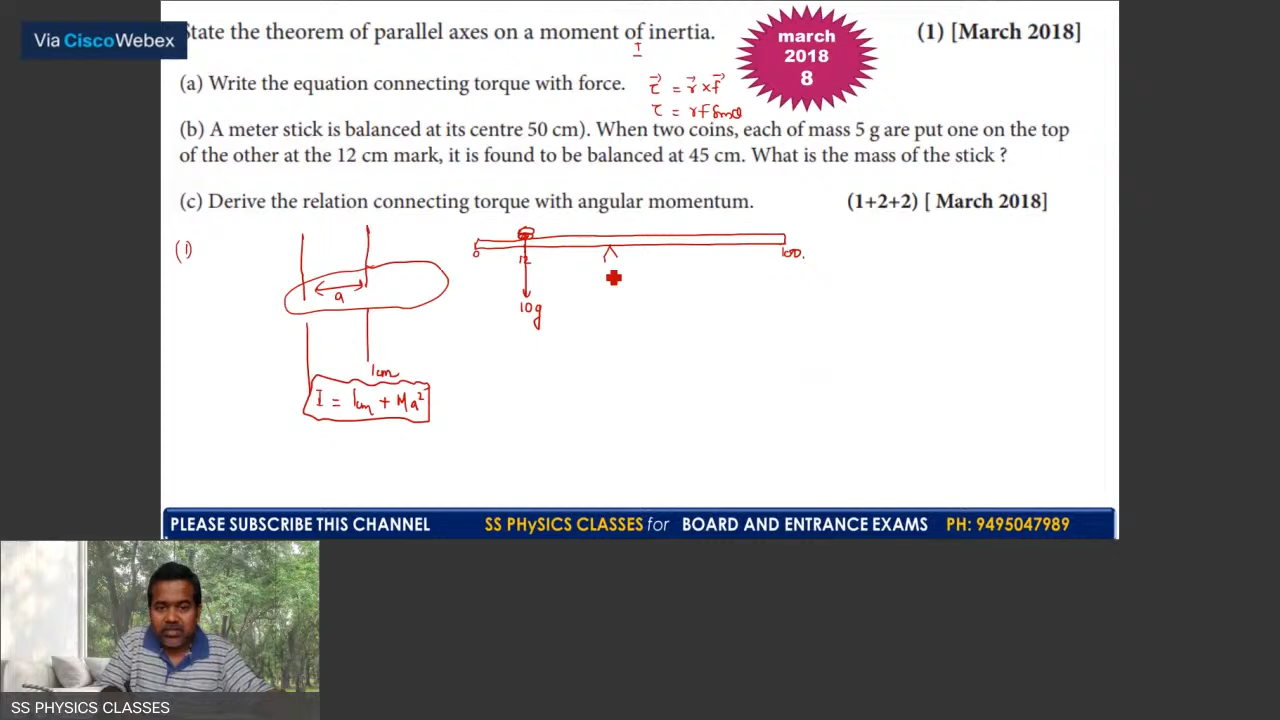 Via CiscoWebex
State the theorem of parallel axes on a moment of inertia. (1) [March 2018]
march
2018
8
I
(a) Write the equation connecting torque with force. τ⃗ = r⃗ × f⃗
τ = r f sinθ
(b) A meter stick is balanced at its centre 50 cm). When two coins, each of mass 5 g are put one on the top
of the other at the 12 cm mark, it is found to be balanced at 45 cm. What is the mass of the stick ?
(c) Derive the relation connecting torque with angular momentum. (1+2+2) [ March 2018]
(1)
0 12 100.
a
10g
Icm
I = Icm + Ma²
PLEASE SUBSCRIBE THIS CHANNEL SS PHySICS CLASSES for BOARD AND ENTRANCE EXAMS PH: 9495047989
SS PHYSICS CLASSES